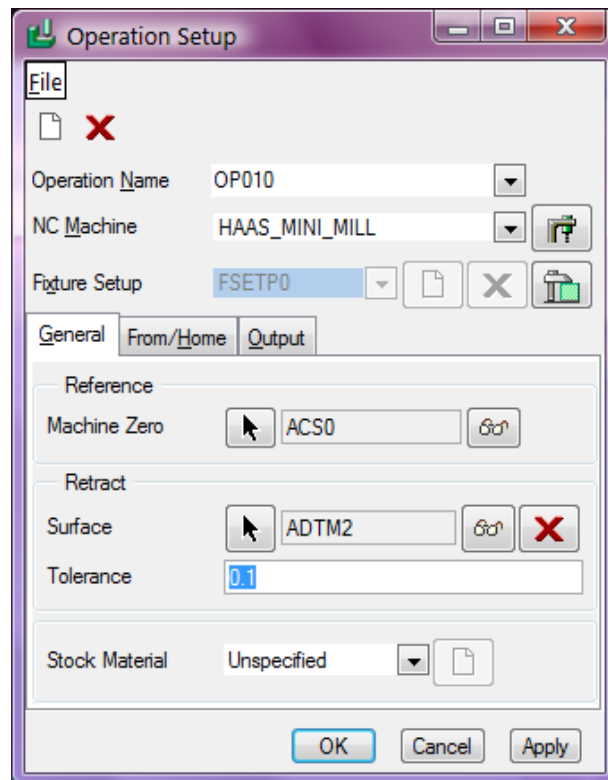 Operation Setup
File
Operation Name OP010
NC Machine HAAS_MINI_MILL
Fixture Setup FSETP0
General From/Home Output
Reference
Machine Zero ACS0
Retract
Surface ADTM2
Tolerance 0.1
Stock Material Unspecified
OK Cancel Apply